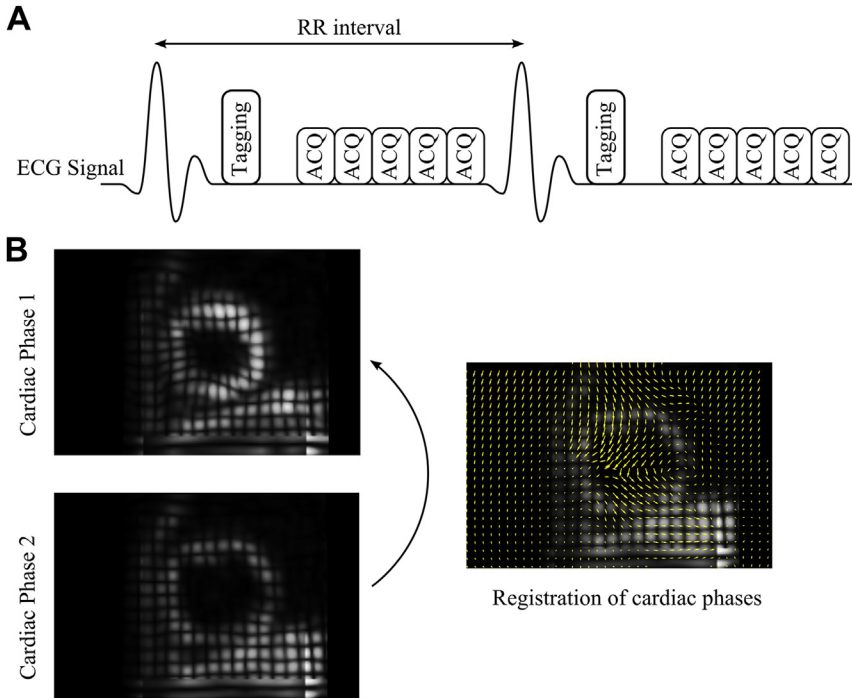 A
RR interval
ECG Signal
Tagging
ACQ
ACQ
ACQ
ACQ
ACQ
Tagging
ACQ
ACQ
ACQ
ACQ
ACQ
B
Cardiac Phase 1
Cardiac Phase 2
Registration of cardiac phases